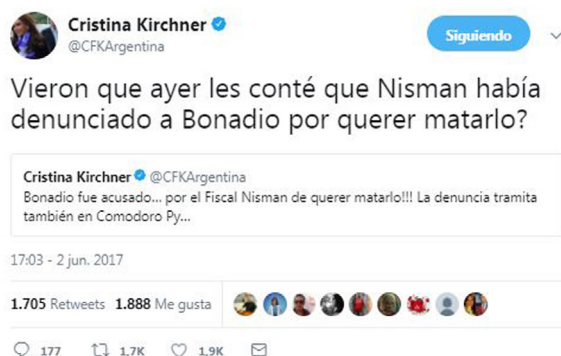 Cristina Kirchner
@CFKArgentina
Siguiendo
Vieron que ayer les conté que Nisman había
denunciado a Bonadio por querer matarlo?
Cristina Kirchner @CFKArgentina
Bonadio fue acusado... por el Fiscal Nisman de querer matarlo!!! La denuncia tramita
también en Comodoro Py...
17:03 - 2 jun. 2017
1.705 Retweets 1.888 Me gusta
177 1,7K 1,9K